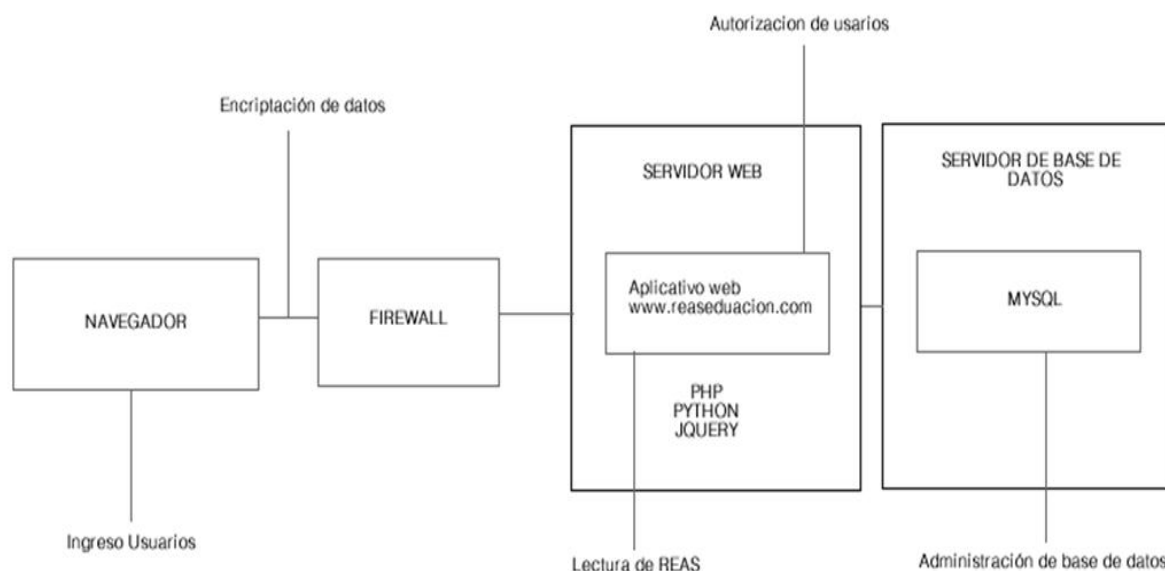 Autorizacion de usarios
Encriptación de datos
SERVIDOR WEB
SERVIDOR DE BASE DE
DATOS
Aplicativo web
www.reaseduacion.com
MYSQL
NAVEGADOR
FIREWALL
PHP
PYTHON
JQUERY
Ingreso Usuarios
Lectura de REAS
Administración de base de datos